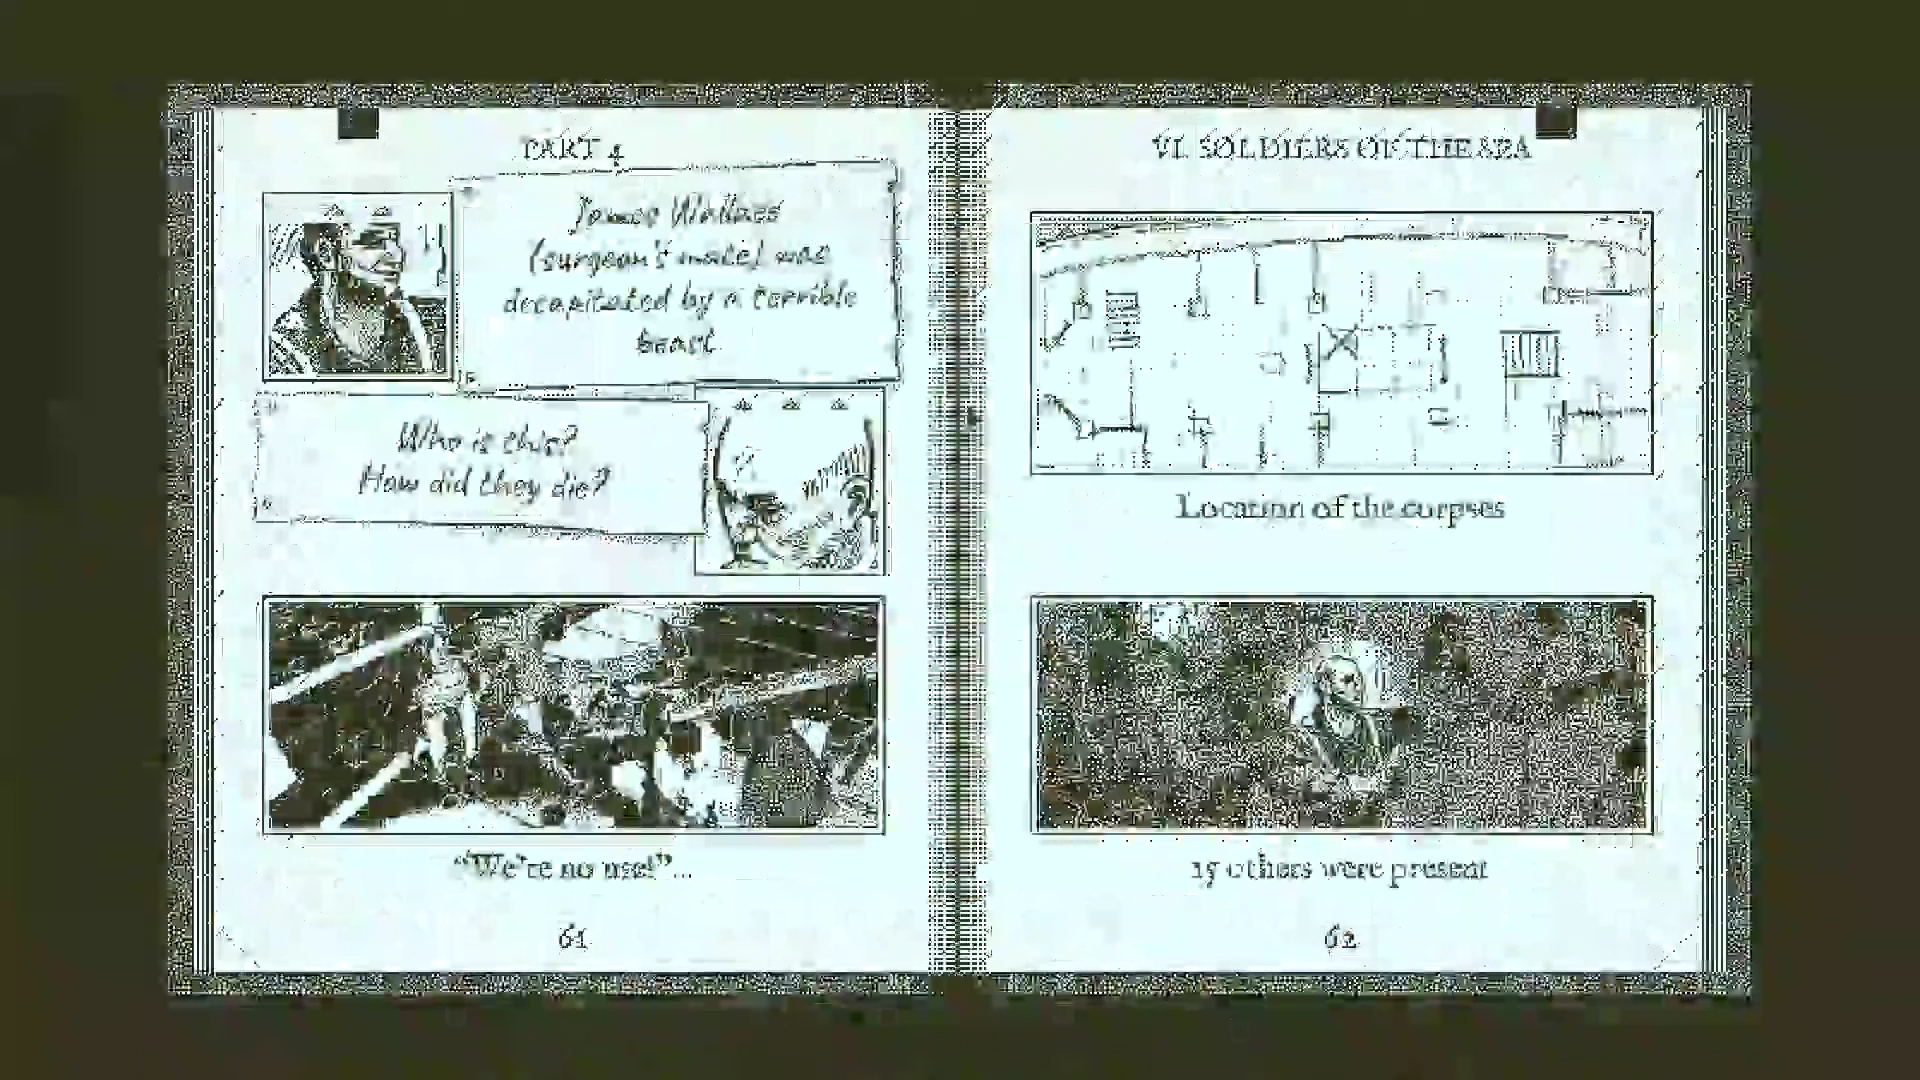 PART 4
James Wallace
(surgeon's mate) was
decapitated by a terrible
beast.
Who is this?
How did they die?
"We're no use!"...
61
VI. SOLDIERS OF THE SEA
Location of the corpses
15 others were present
62